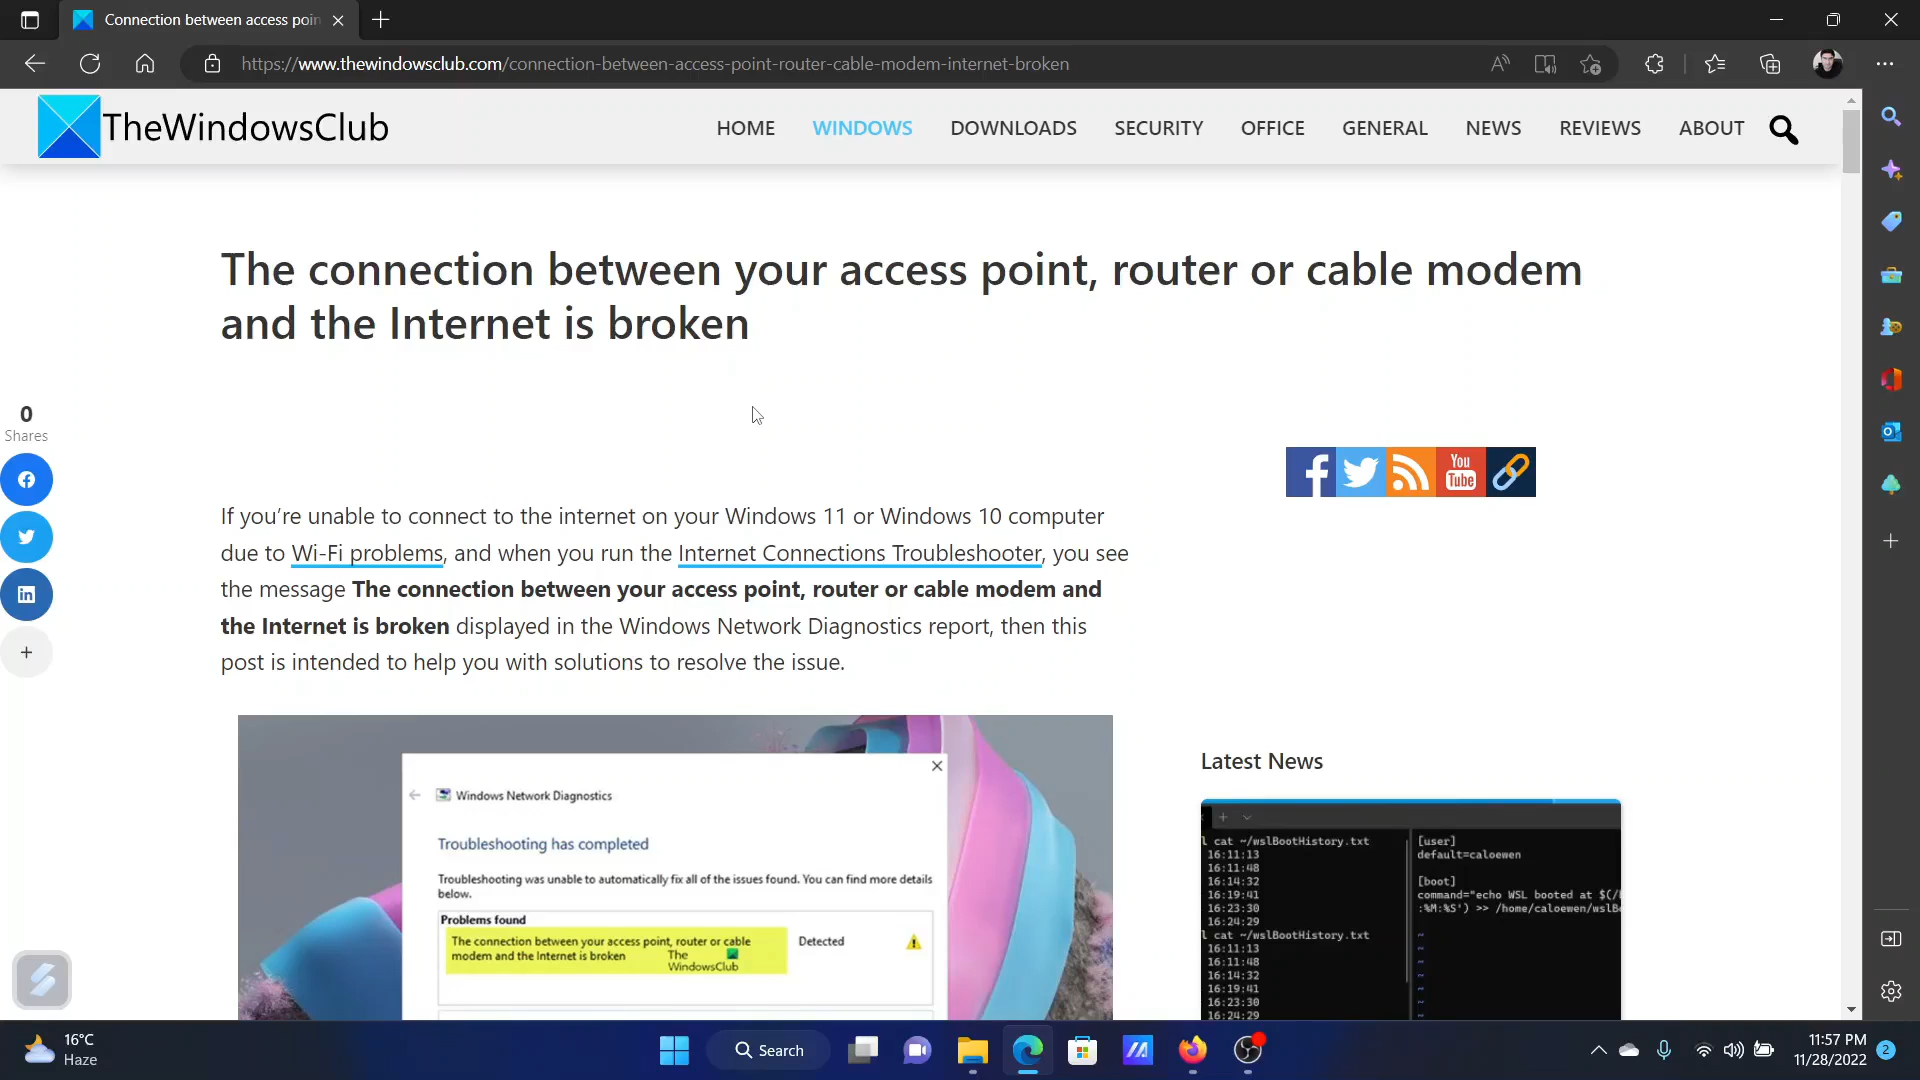 Connection between access poin
https://www.thewindowsclub.com/connection-between-access-point-router-cable-modem-internet-broken
TheWindowsClub
HOME WINDOWS DOWNLOADS SECURITY OFFICE GENERAL NEWS REVIEWS ABOUT
The connection between your access point, router or cable modem
and the Internet is broken
0
Shares
You
Tube
If you’re unable to connect to the internet on your Windows 11 or Windows 10 computer
due to Wi-Fi problems, and when you run the Internet Connections Troubleshooter, you see
the message The connection between your access point, router or cable modem and
the Internet is broken displayed in the Windows Network Diagnostics report, then this
post is intended to help you with solutions to resolve the issue.
Windows Network Diagnostics
Troubleshooting has completed
Troubleshooting was unable to automatically fix all of the issues found. You can find more details
below.
Problems found
The connection between your access point, router or cable
modem and the Internet is broken
Detected
The
WindowsClub
Latest News
l cat ~/wslBootHistory.txt
16:11:13
16:11:48
16:14:32
16:19:41
16:23:30
16:24:29
l cat ~/wslBootHistory.txt
16:11:13
16:11:48
16:14:32
16:19:41
16:23:30
16:24:29
[user]
default=caloewen
[boot]
command="echo WSL booted at $(/
:%M:%S') >> /home/caloewen/wslB
16°C
Haze
Search
11:57 PM
11/28/2022
2